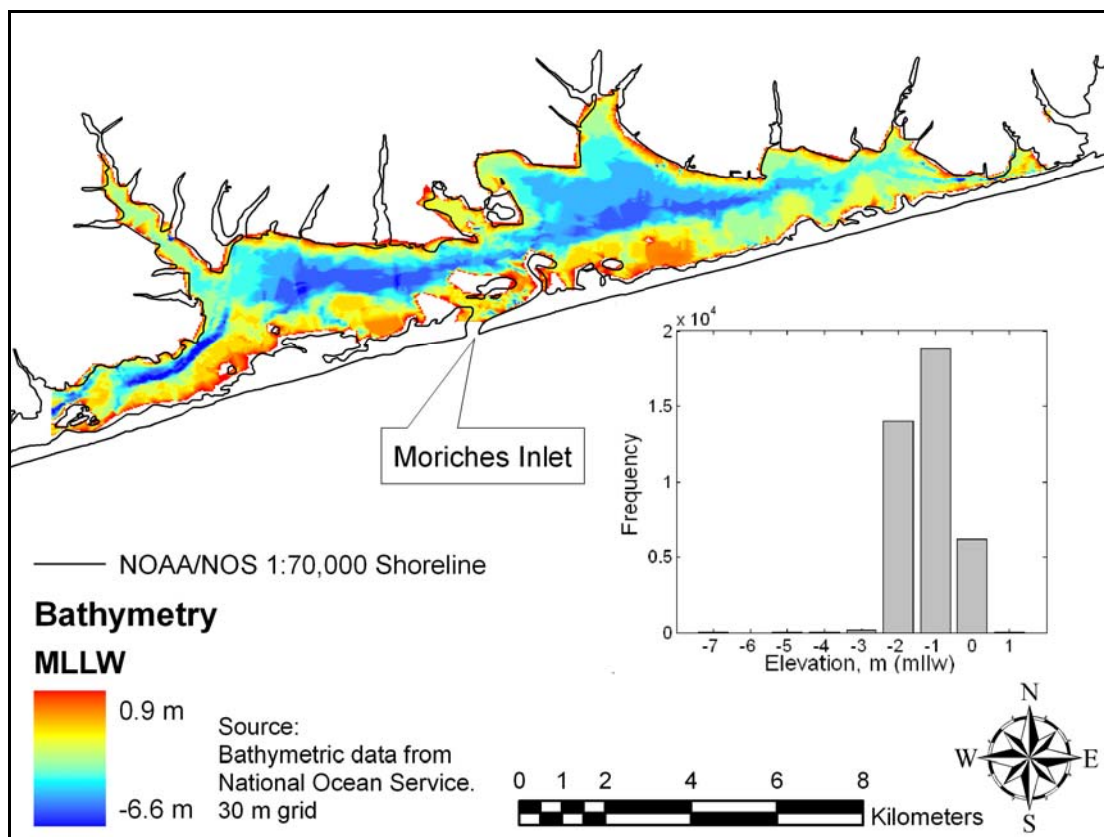 Moriches Inlet
2 x 10⁴
1.5
1
0.5
0
Frequency
-7 -6 -5 -4 -3 -2 -1 0 1
Elevation, m (mllw)
NOAA/NOS 1:70,000 Shoreline
Bathymetry
MLLW
0.9 m
-6.6 m
Source:
Bathymetric data from
National Ocean Service.
30 m grid
0 1 2 4 6 8
Kilometers
N
W E
S